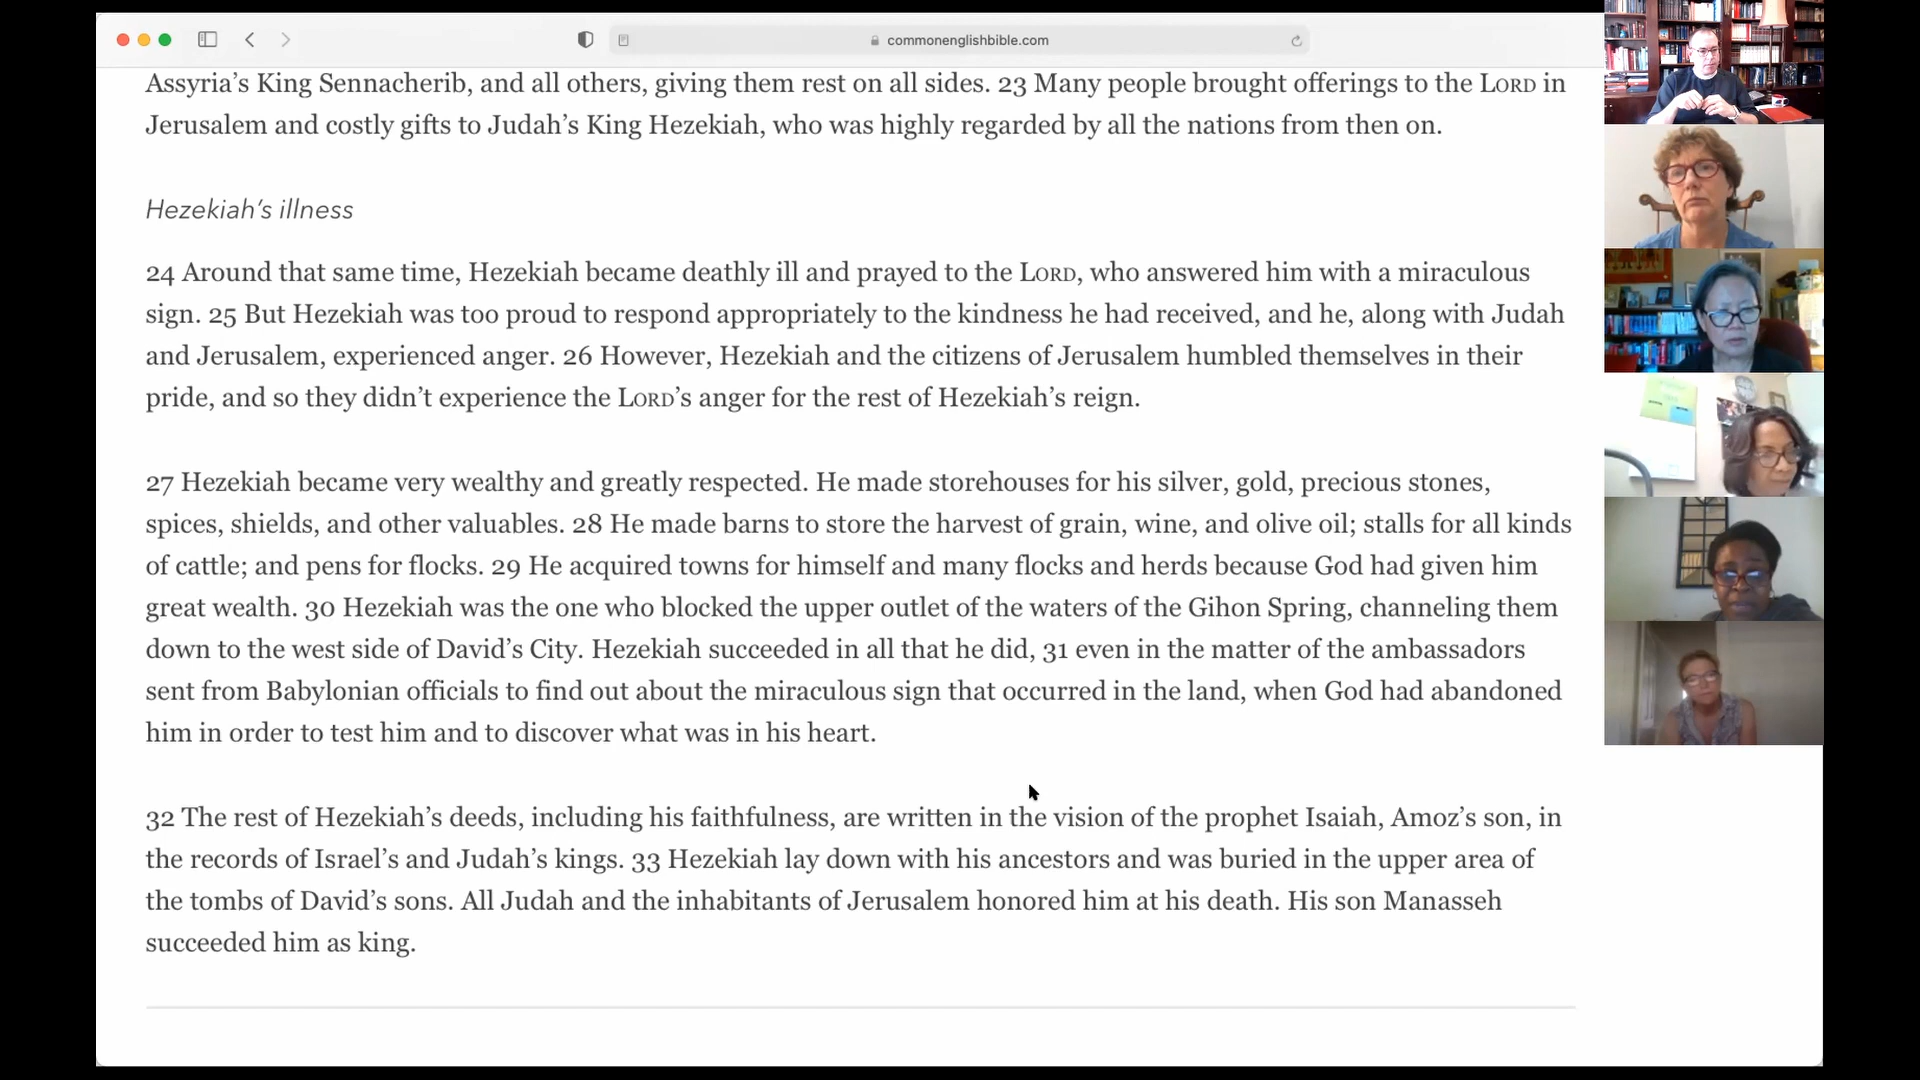 commonenglishbible.com
Assyria’s King Sennacherib, and all others, giving them rest on all sides. 23 Many people brought offerings to the LORD in
Jerusalem and costly gifts to Judah’s King Hezekiah, who was highly regarded by all the nations from then on.
Hezekiah’s illness
24 Around that same time, Hezekiah became deathly ill and prayed to the LORD, who answered him with a miraculous
sign. 25 But Hezekiah was too proud to respond appropriately to the kindness he had received, and he, along with Judah
and Jerusalem, experienced anger. 26 However, Hezekiah and the citizens of Jerusalem humbled themselves in their
pride, and so they didn’t experience the LORD’s anger for the rest of Hezekiah’s reign.
27 Hezekiah became very wealthy and greatly respected. He made storehouses for his silver, gold, precious stones,
spices, shields, and other valuables. 28 He made barns to store the harvest of grain, wine, and olive oil; stalls for all kinds
of cattle; and pens for flocks. 29 He acquired towns for himself and many flocks and herds because God had given him
great wealth. 30 Hezekiah was the one who blocked the upper outlet of the waters of the Gihon Spring, channeling them
down to the west side of David’s City. Hezekiah succeeded in all that he did, 31 even in the matter of the ambassadors
sent from Babylonian officials to find out about the miraculous sign that occurred in the land, when God had abandoned
him in order to test him and to discover what was in his heart.
32 The rest of Hezekiah’s deeds, including his faithfulness, are written in the vision of the prophet Isaiah, Amoz’s son, in
the records of Israel’s and Judah’s kings. 33 Hezekiah lay down with his ancestors and was buried in the upper area of
the tombs of David’s sons. All Judah and the inhabitants of Jerusalem honored him at his death. His son Manasseh
succeeded him as king.